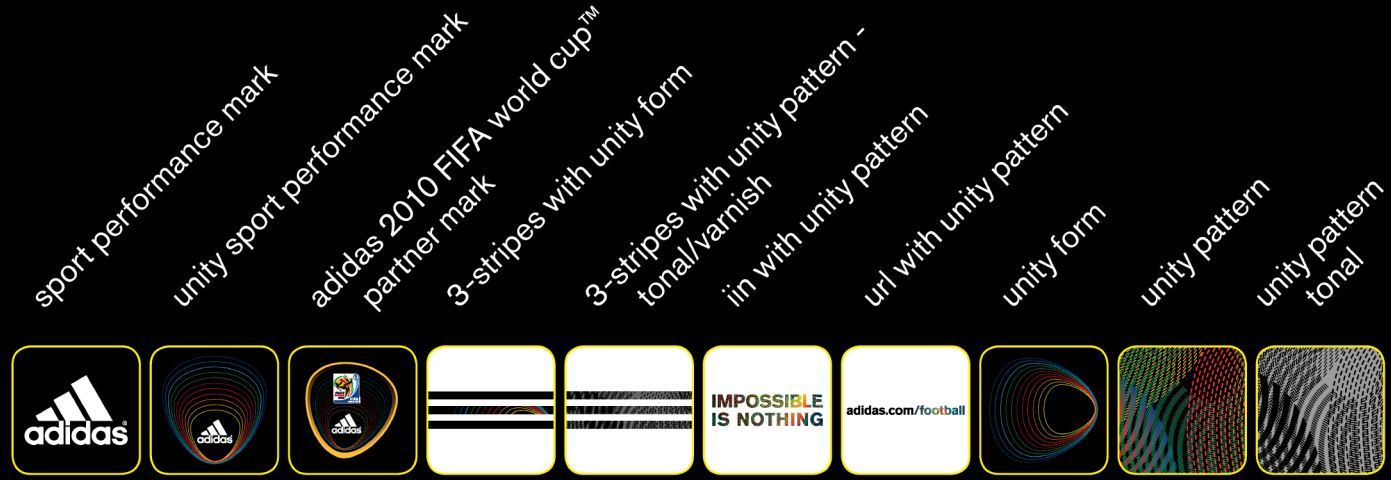 sport performance mark
unity sport performance mark
adidas 2010 FIFA world cup™
partner mark
3-stripes with unity form
3-stripes with unity pattern -
tonal/varnish
iin with unity pattern
url with unity pattern
unity form
unity pattern
unity pattern
tonal
adidas®
adidas
adidas
IMPOSSIBLE
IS NOTHING
adidas.com/football